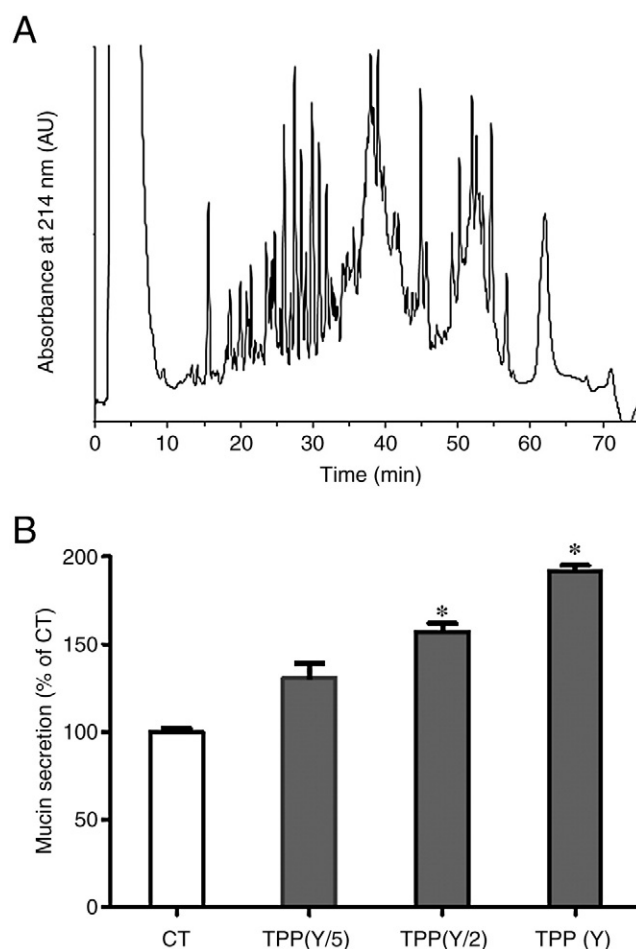 A
Absorbance at 214 nm (AU)
0 10 20 30 40 50 60 70
Time (min)
B
Mucin secretion (% of CT)
200
150
100
50
0
*
*
CT TPP(Y/5) TPP(Y/2) TPP (Y)